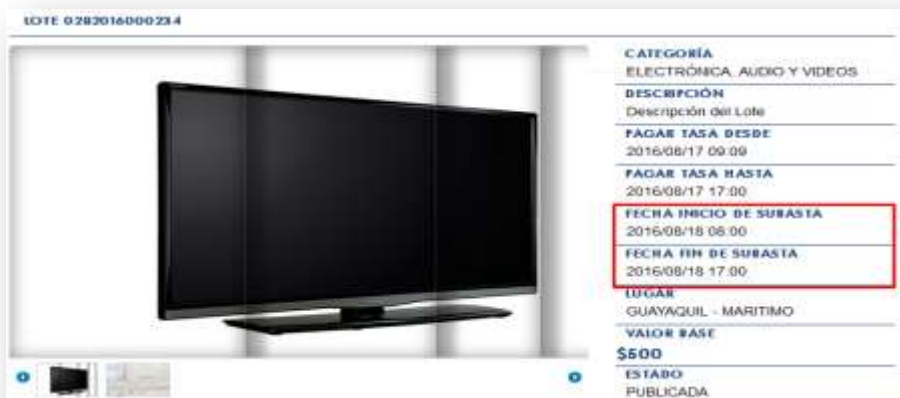 LOTE 0282016000234
CATEGORÍA
ELECTRÓNICA, AUDIO Y VIDEOS
DESCRIPCIÓN
Descripción del Lote
PAGAR TASA DESDE
2016/08/17 09:09
PAGAR TASA HASTA
2016/08/17 17:00
FECHA INICIO DE SUBASTA
2016/08/18 08:00
FECHA FIN DE SUBASTA
2016/08/18 17:00
LUGAR
GUAYAQUIL - MARITIMO
VALOR BASE
$500
ESTADO
PUBLICADA